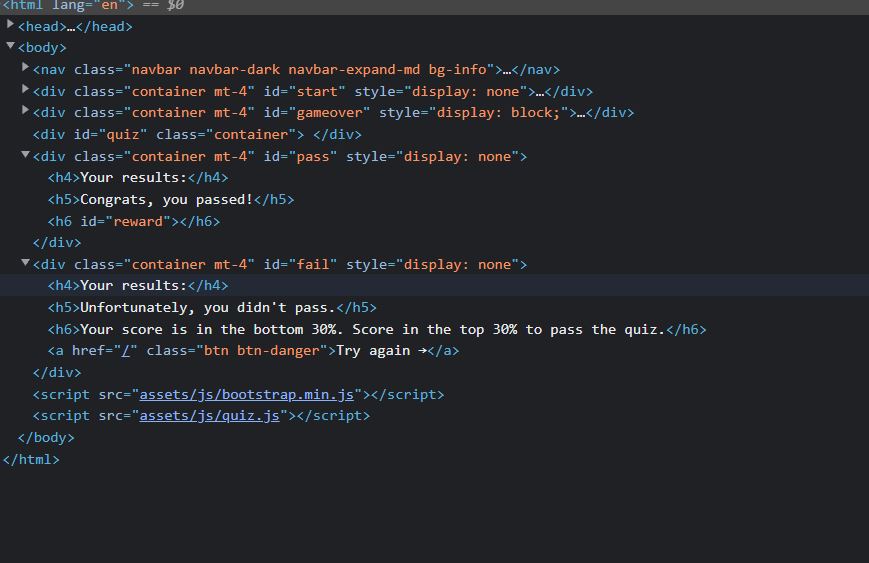 <html lang="en"> == $0
<head>…</head>
<body>
<nav class="navbar navbar-dark navbar-expand-md bg-info">…</nav>
<div class="container mt-4" id="start" style="display: none">…</div>
<div class="container mt-4" id="gameover" style="display: block;">…</div>
<div id="quiz" class="container"> </div>
<div class="container mt-4" id="pass" style="display: none">
<h4>Your results:</h4>
<h5>Congrats, you passed!</h5>
<h6 id="reward"></h6>
</div>
<div class="container mt-4" id="fail" style="display: none">
<h4>Your results:</h4>
<h5>Unfortunately, you didn't pass.</h5>
<h6>Your score is in the bottom 30%. Score in the top 30% to pass the quiz.</h6>
<a href="/" class="btn btn-danger">Try again →</a>
</div>
<script src="assets/js/bootstrap.min.js"></script>
<script src="assets/js/quiz.js"></script>
</body>
</html>